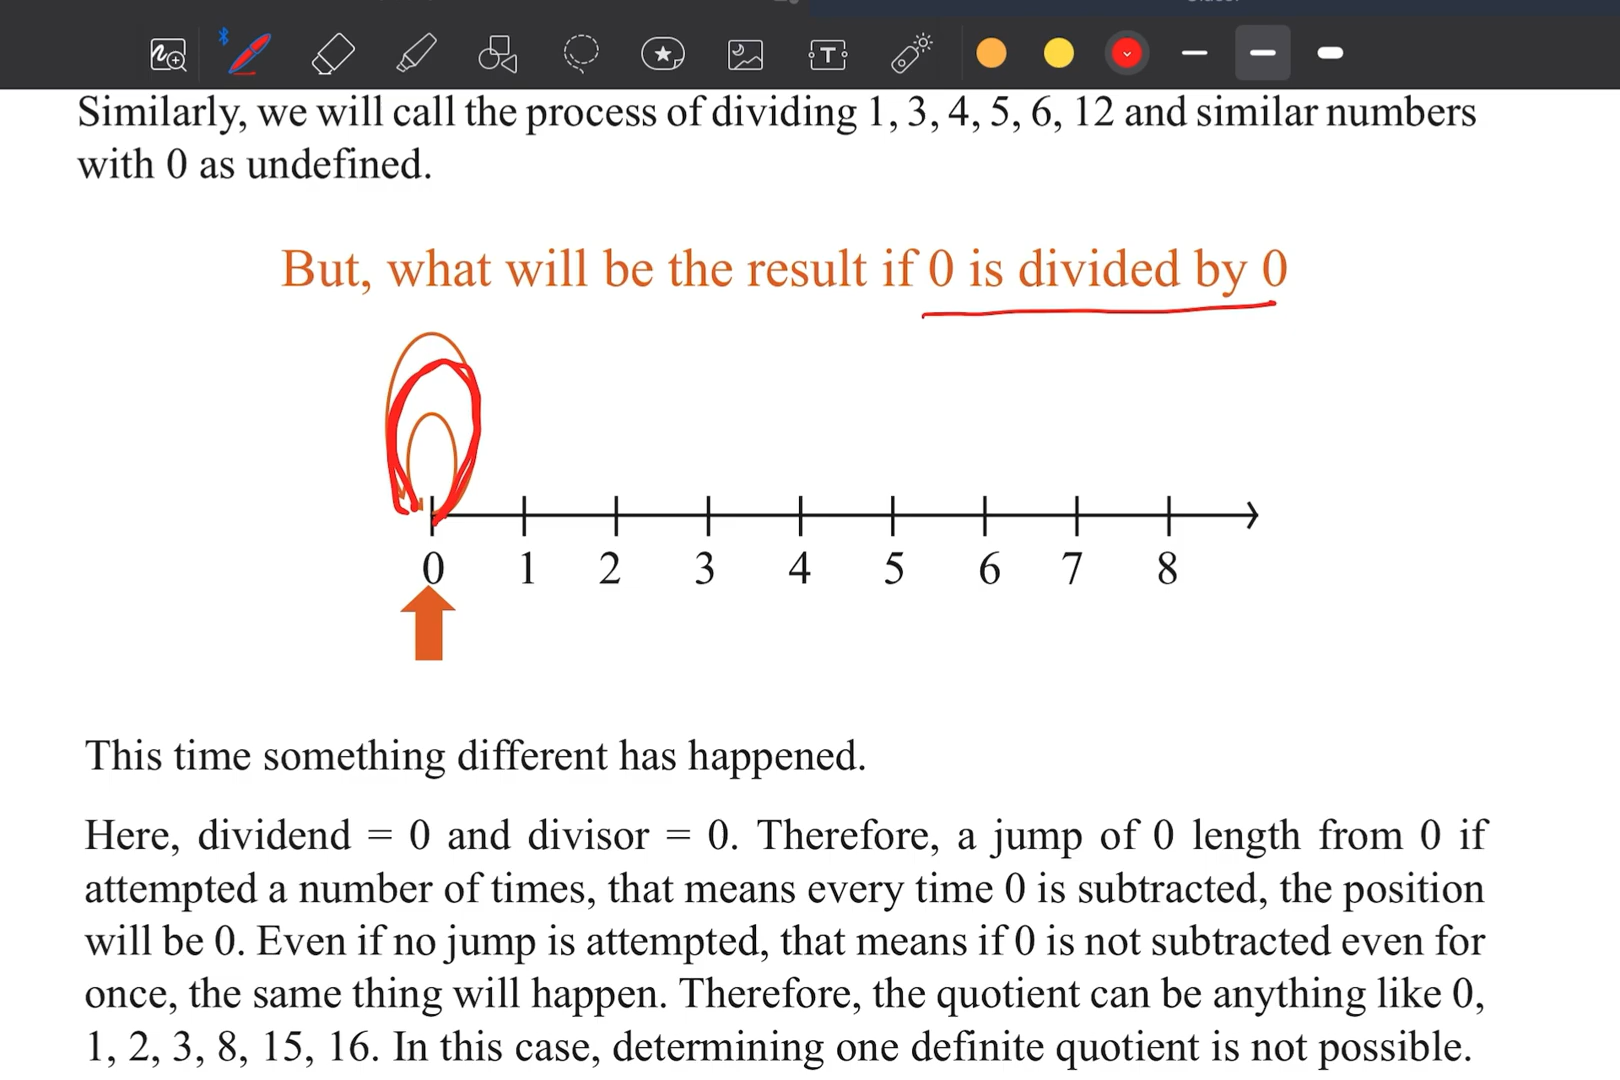 Similarly, we will call the process of dividing 1, 3, 4, 5, 6, 12 and similar numbers
with 0 as undefined.
But, what will be the result if 0 is divided by 0
0 1 2 3 4 5 6 7 8
This time something different has happened.
Here, dividend = 0 and divisor = 0. Therefore, a jump of 0 length from 0 if
attempted a number of times, that means every time 0 is subtracted, the position
will be 0. Even if no jump is attempted, that means if 0 is not subtracted even for
once, the same thing will happen. Therefore, the quotient can be anything like 0,
1, 2, 3, 8, 15, 16. In this case, determining one definite quotient is not possible.